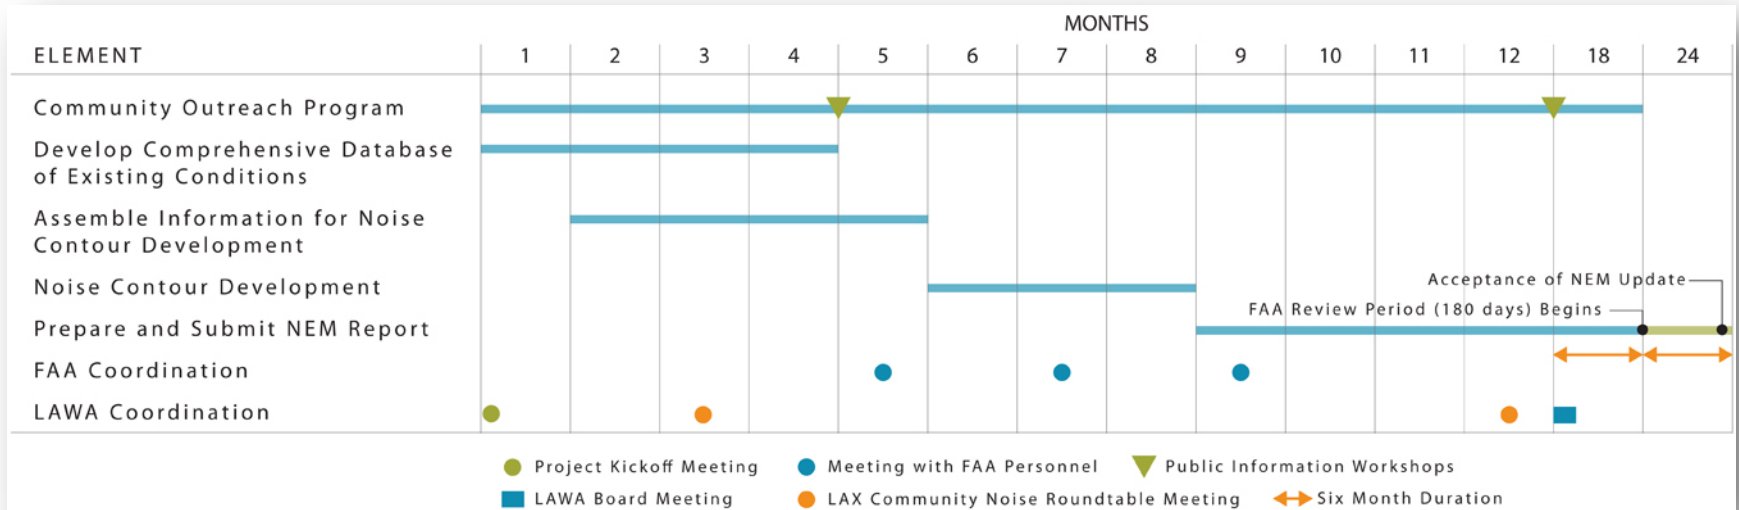 MONTHS
ELEMENT 1 2 3 4 5 6 7 8 9 10 11 12 18 24
Community Outreach Program
Develop Comprehensive Database
of Existing Conditions
Assemble Information for Noise
Contour Development
Noise Contour Development
Acceptance of NEM Update
FAA Review Period (180 days) Begins
Prepare and Submit NEM Report
FAA Coordination
LAWA Coordination
Project Kickoff Meeting Meeting with FAA Personnel Public Information Workshops
LAWA Board Meeting LAX Community Noise Roundtable Meeting Six Month Duration